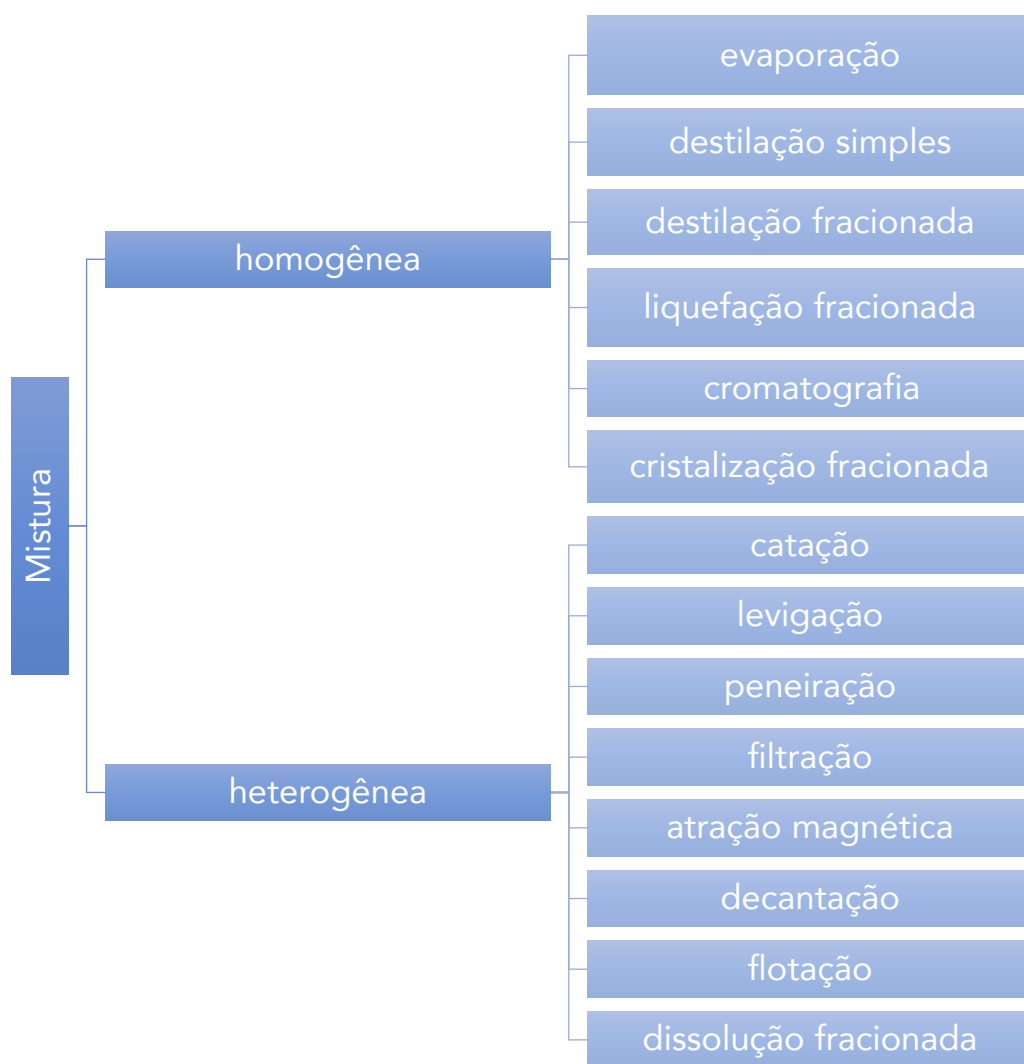 Mistura
homogênea
evaporação
destilação simples
destilação fracionada
liquefação fracionada
cromatografia
cristalização fracionada
heterogênea
catação
levigação
peneiração
filtração
atração magnética
decantação
flotação
dissolução fracionada